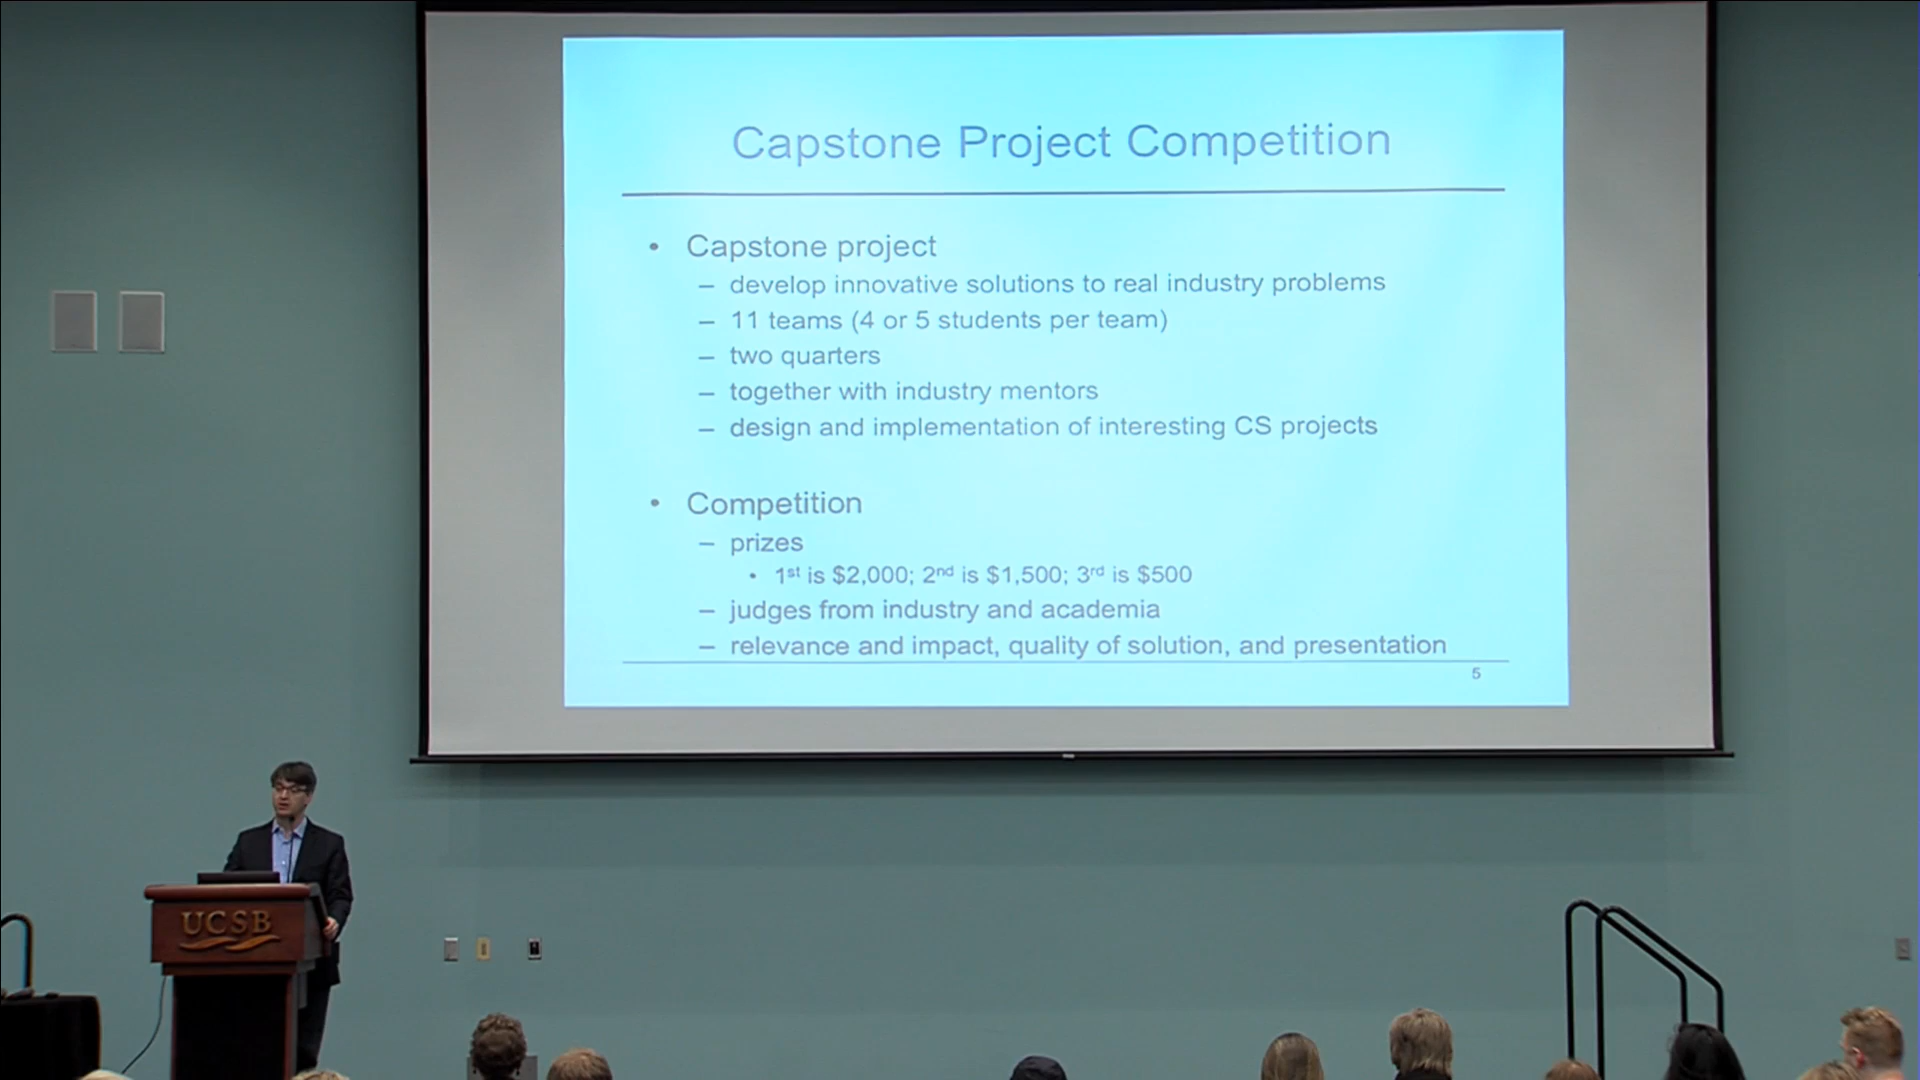 Capstone Project Competition
• Capstone project
– develop innovative solutions to real industry problems
– 11 teams (4 or 5 students per team)
– two quarters
– together with industry mentors
– design and implementation of interesting CS projects
• Competition
– prizes
• 1st is $2,000; 2nd is $1,500; 3rd is $500
– judges from industry and academia
– relevance and impact, quality of solution, and presentation
5
UCSB